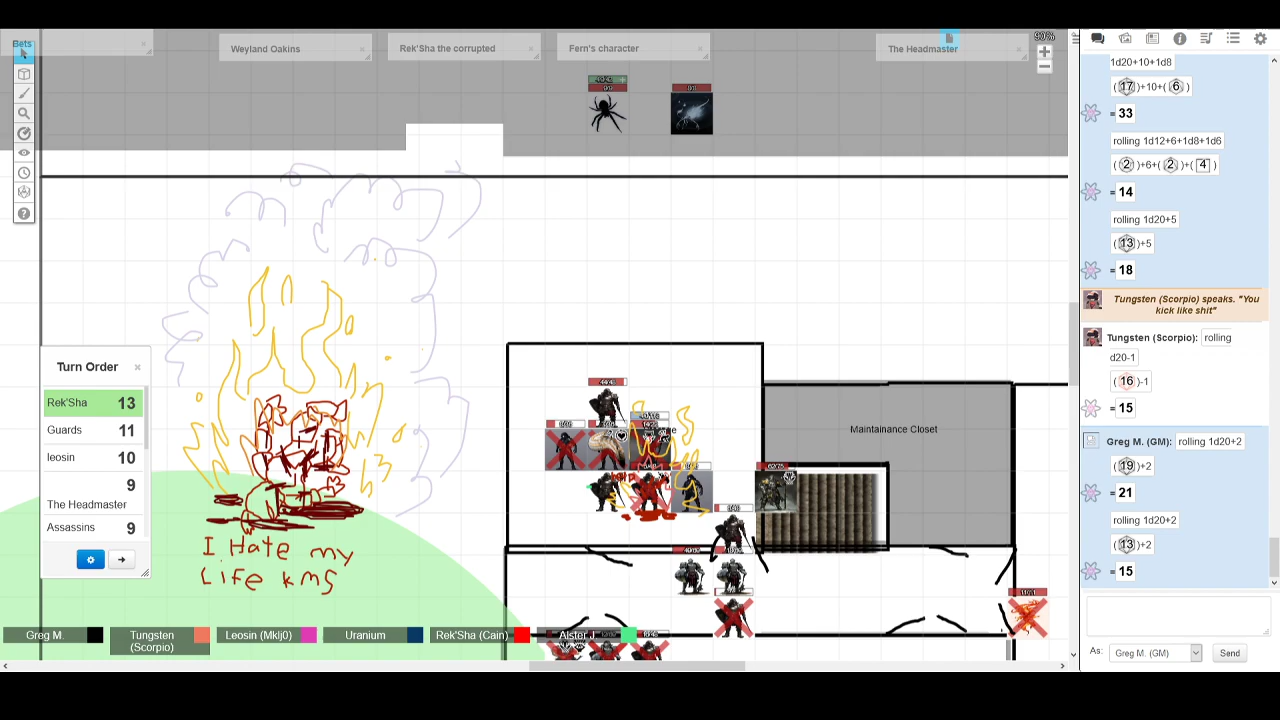 Bets
Weyland Oakins
Rek'Sha the corrupted
Fern's character
The Headmaster
90%
Turn Order
Rek'Sha 13
Guards 11
leosin 10
9
The Headmaster
Assassins 9
I Hate my
Life kms
Maintainance Closet
Greg M.
Tungsten
(Scorpio)
Leosin (Mklj0)
Uranium
Rek'Sha (Cain)
Alster J
1d20+10+1d8
(17)+10+(6)
= 33
rolling 1d12+6+1d8+1d6
(2)+6+(2)+(4)
= 14
rolling 1d20+5
(13)+5
= 18
Tungsten (Scorpio) speaks. "You
kick like shit"
Tungsten (Scorpio): rolling
d20-1
(16)-1
= 15
Greg M. (GM): rolling 1d20+2
(19)+2
= 21
rolling 1d20+2
(13)+2
= 15
As: Greg M. (GM) Send